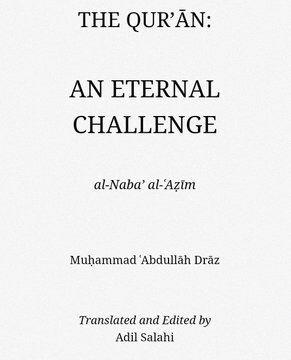 THE QUR’ĀN:
AN ETERNAL
CHALLENGE
al-Naba’ al-ʿAẓīm
Muḥammad ʿAbdullāh Drāz
Translated and Edited by
Adil Salahi